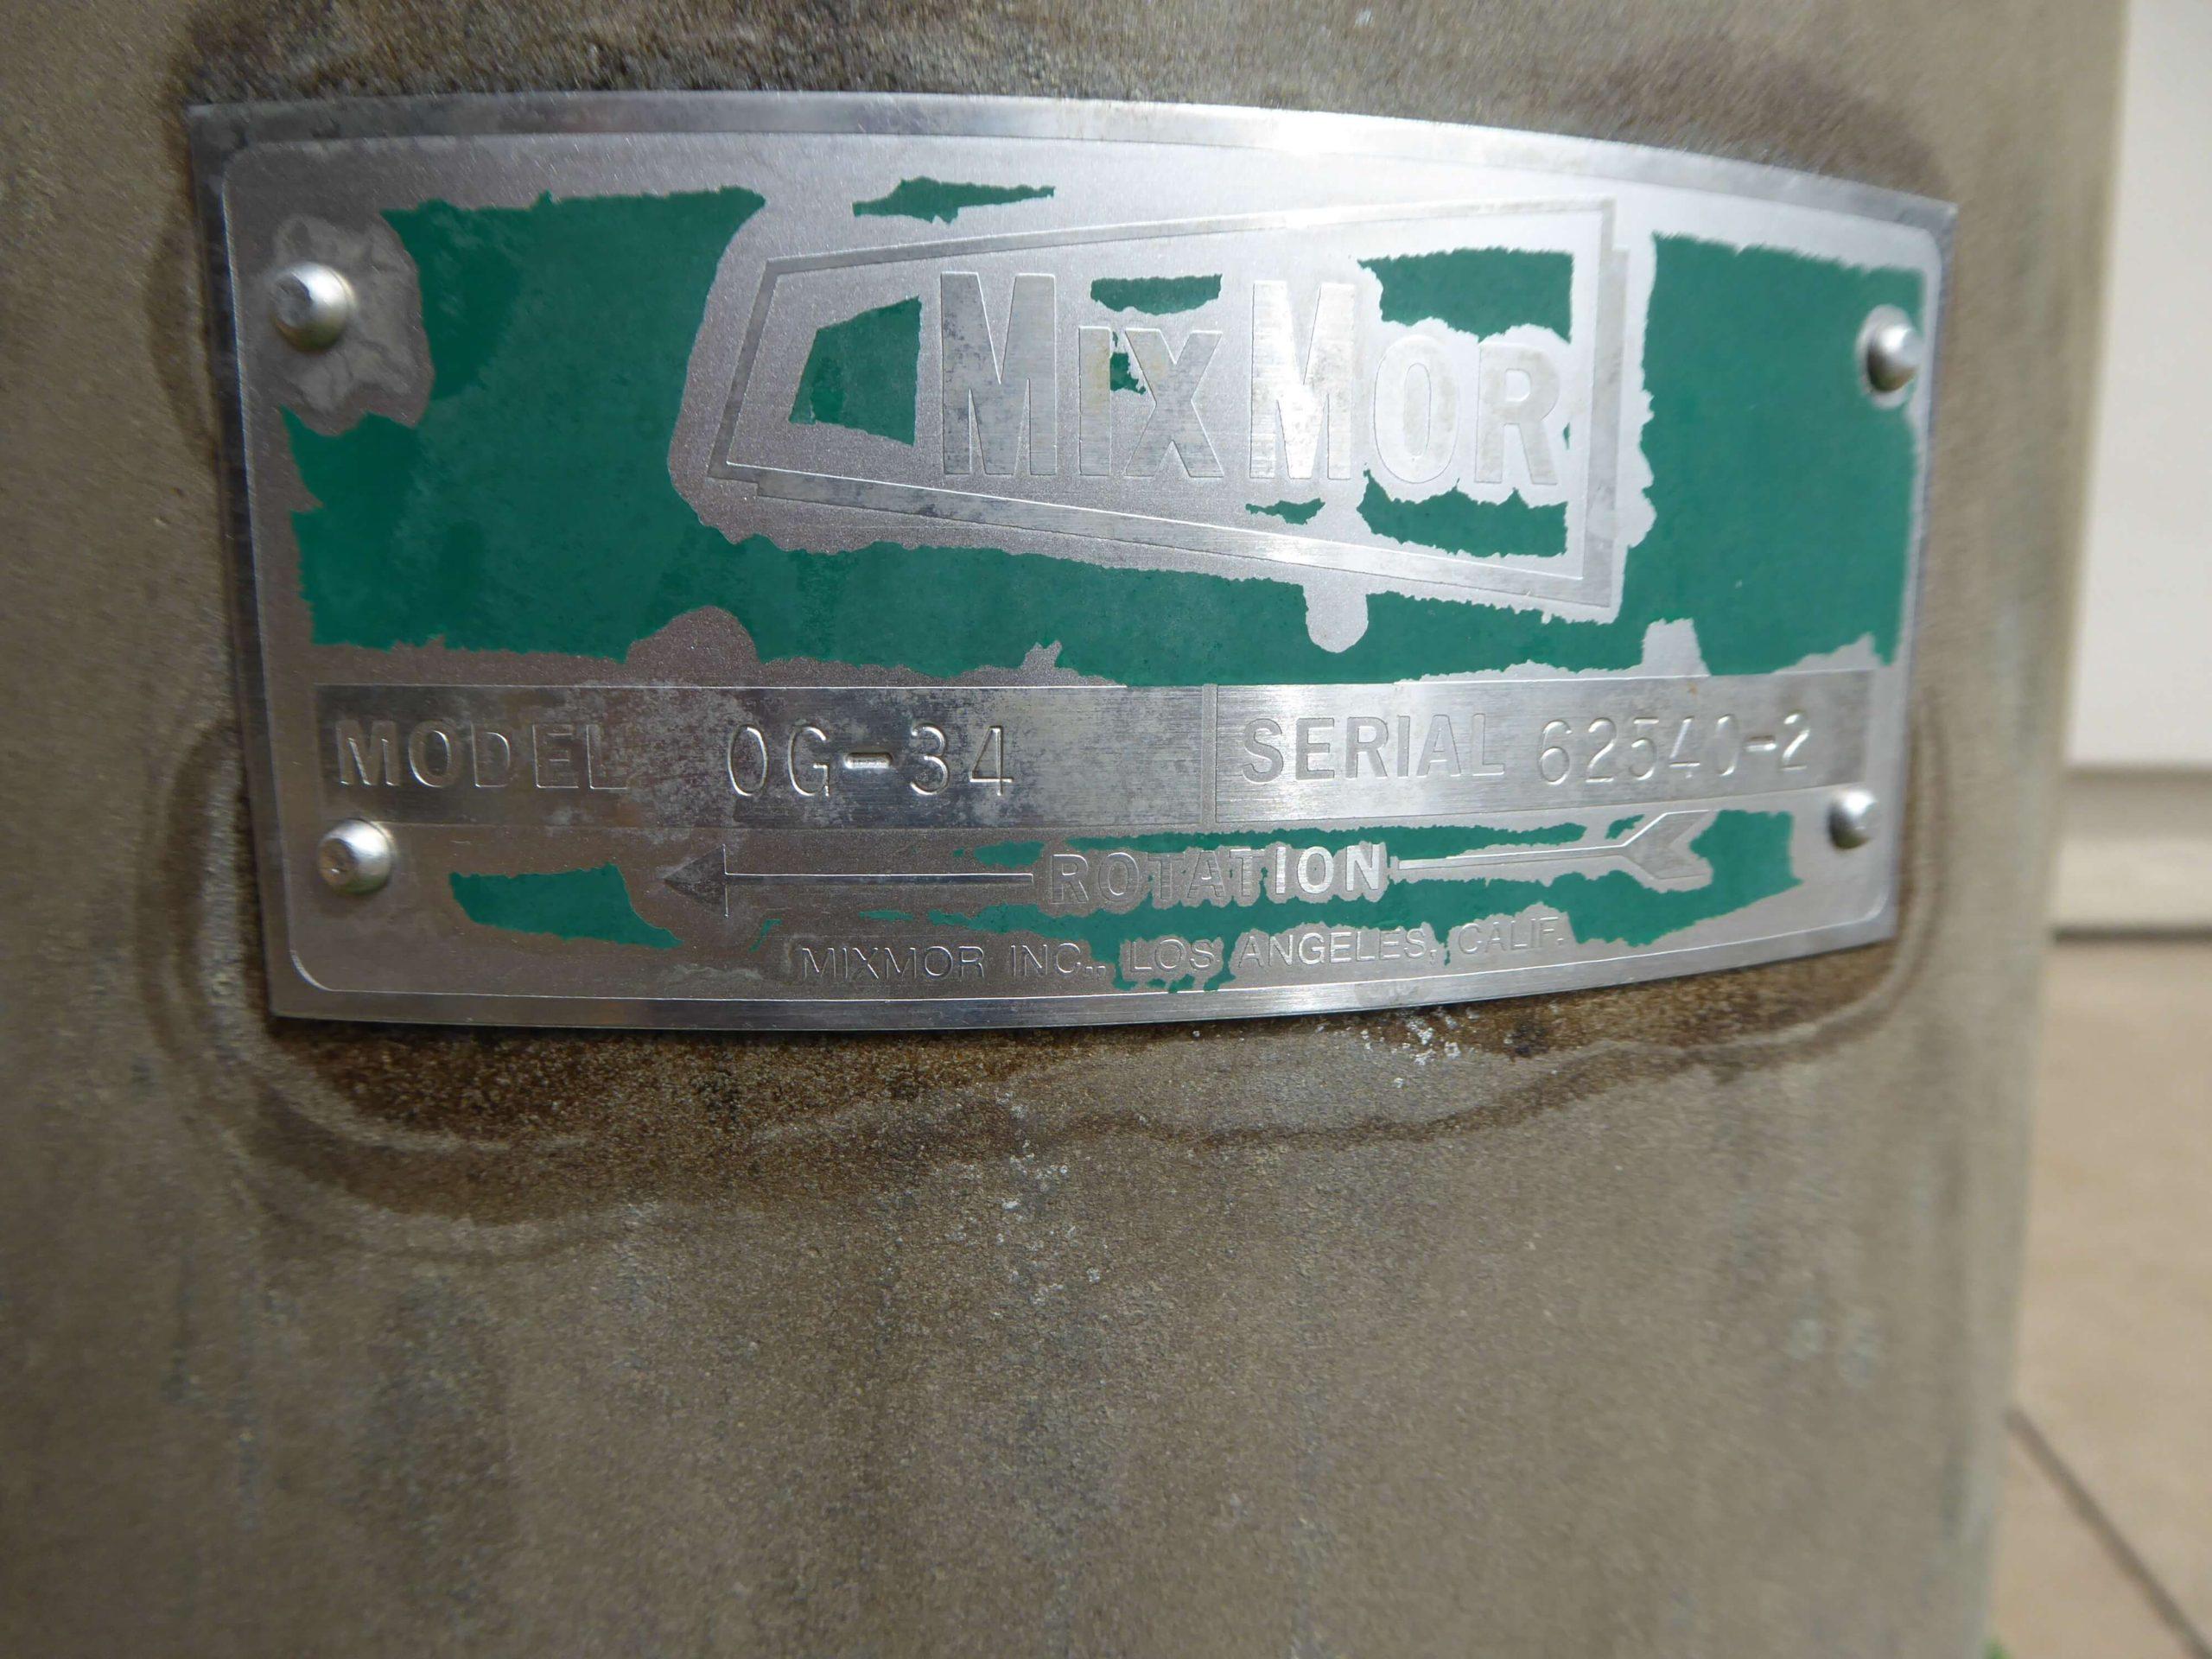 MIXMOR
MODEL OG-34 SERIAL 62540-2
ROTATION
MIXMOR INC., LOS ANGELES, CALIF.